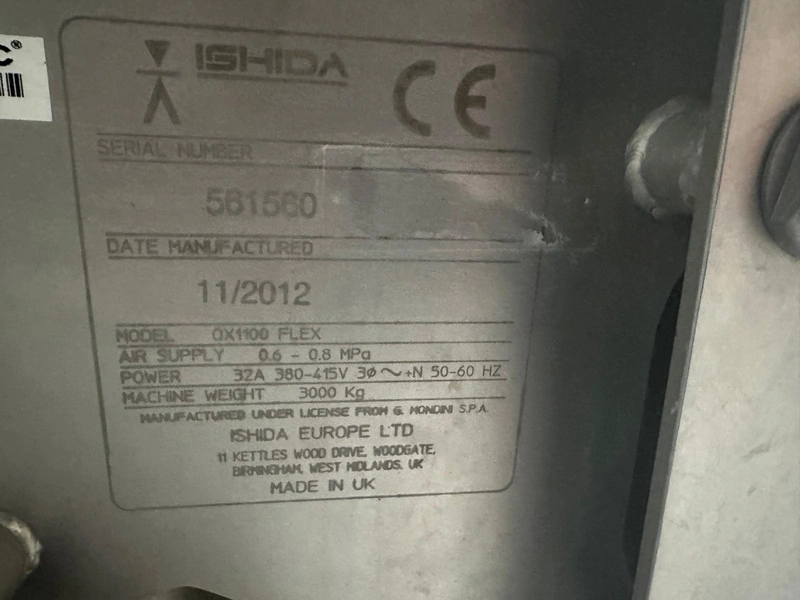 C®
ISHIDA CE
SERIAL NUMBER
561560
DATE MANUFACTURED
11/2012
MODEL QX1100 FLEX
AIR SUPPLY 0.6 - 0.8 MPa
POWER 32A 380-415V 3Ø ~ +N 50-60 HZ
MACHINE WEIGHT 3000 Kg
MANUFACTURED UNDER LICENSE FROM G. MONDINI S.P.A.
ISHIDA EUROPE LTD
11 KETTLES WOOD DRIVE, WOODGATE,
BIRMINGHAM, WEST MIDLANDS. UK
MADE IN UK